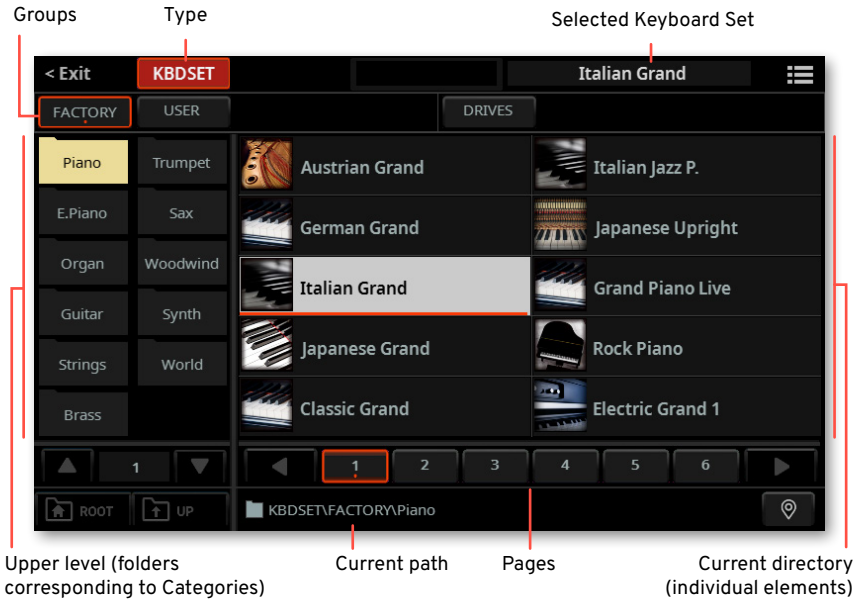 Groups Type Selected Keyboard Set
< Exit KBDSET Italian Grand
FACTORY USER DRIVES
Piano Trumpet Austrian Grand Italian Jazz P.
E.Piano Sax German Grand Japanese Upright
Organ Woodwind Italian Grand Grand Piano Live
Guitar Synth Japanese Grand Rock Piano
Strings World Classic Grand Electric Grand 1
Brass
1 1 2 3 4 5 6
ROOT UP KBDSET\FACTORY\Piano
Upper level (folders Current path Pages Current directory
corresponding to Categories) (individual elements)